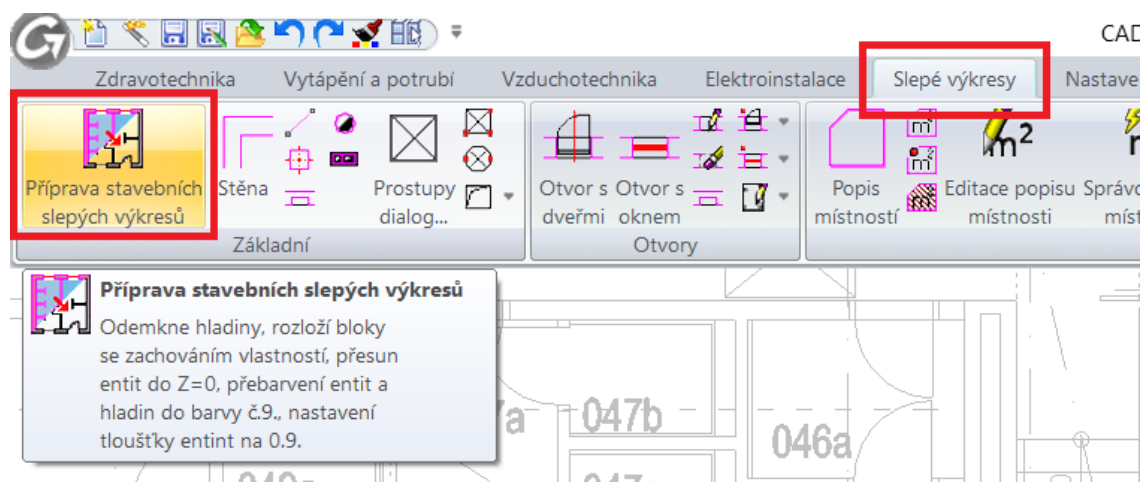 CAD
Zdravotechnika Vytápění a potrubí Vzduchotechnika Elektroinstalace Slepé výkresy Nastave
Příprava stavebních
slepých výkresů
Stěna
Prostupy
dialog...
Základní
Otvor s
dveřmi
Otvor s
oknem
Otvory
Popis
místností
Editace popisu
místnosti
Správc
míst
Příprava stavebních slepých výkresů
Odemkne hladiny, rozloží bloky
se zachováním vlastností, přesun
entit do Z=0, přebarvení entit a
hladin do barvy č.9., nastavení
tloušťky entint na 0.9.
047b
046a